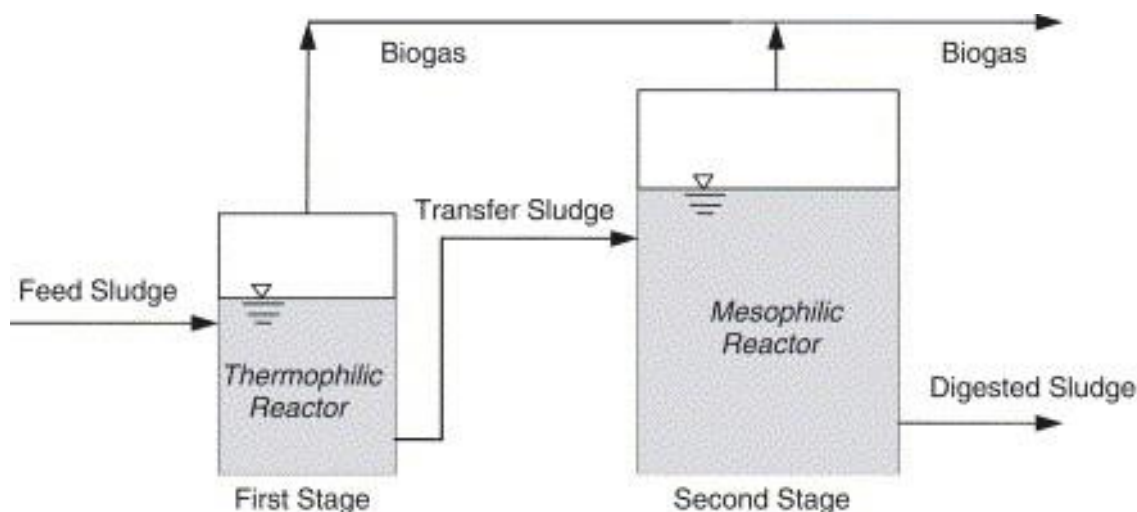 Biogas
Biogas
Transfer Sludge
Feed Sludge
Thermophilic
Reactor
Mesophilic
Reactor
Digested Sludge
First Stage
Second Stage